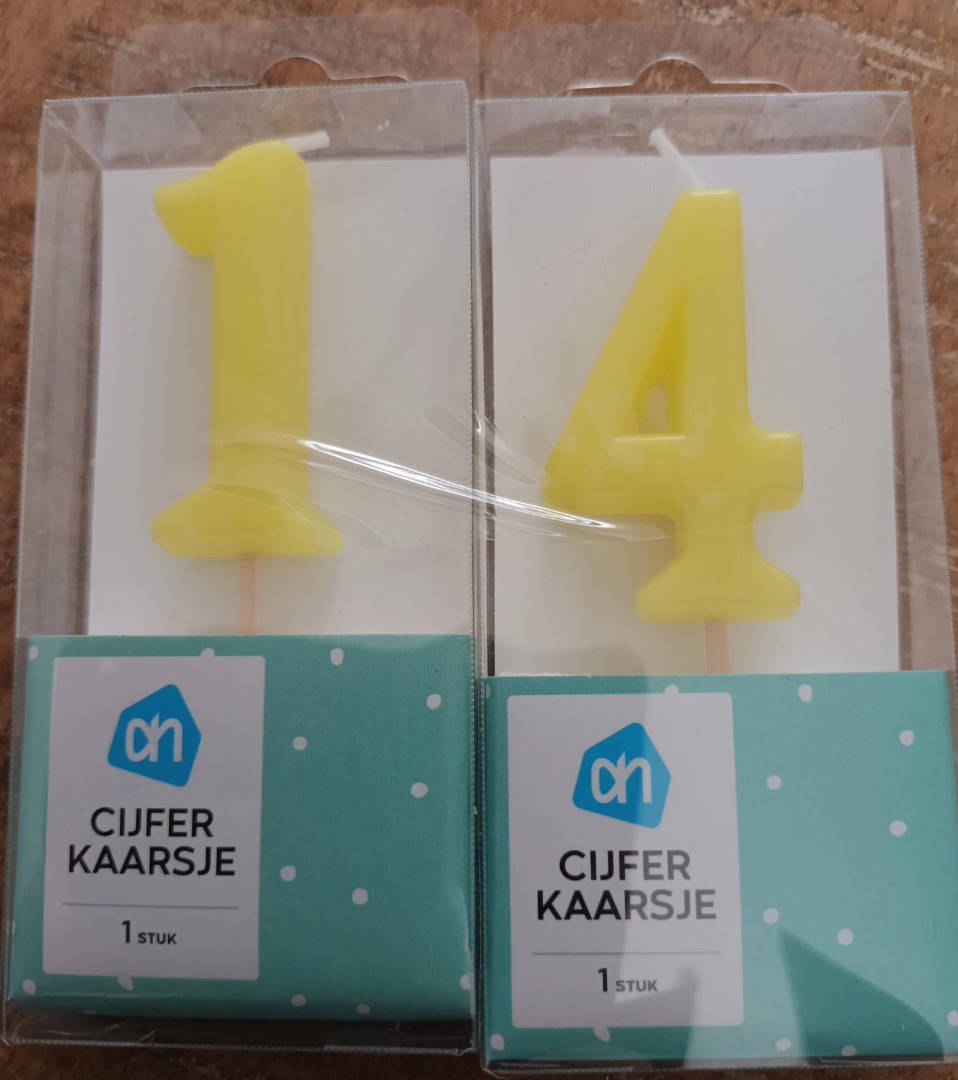 1
4
ah
CIJFER
KAARSJE
1 STUK
ah
CIJFER
KAARSJE
1 STUK